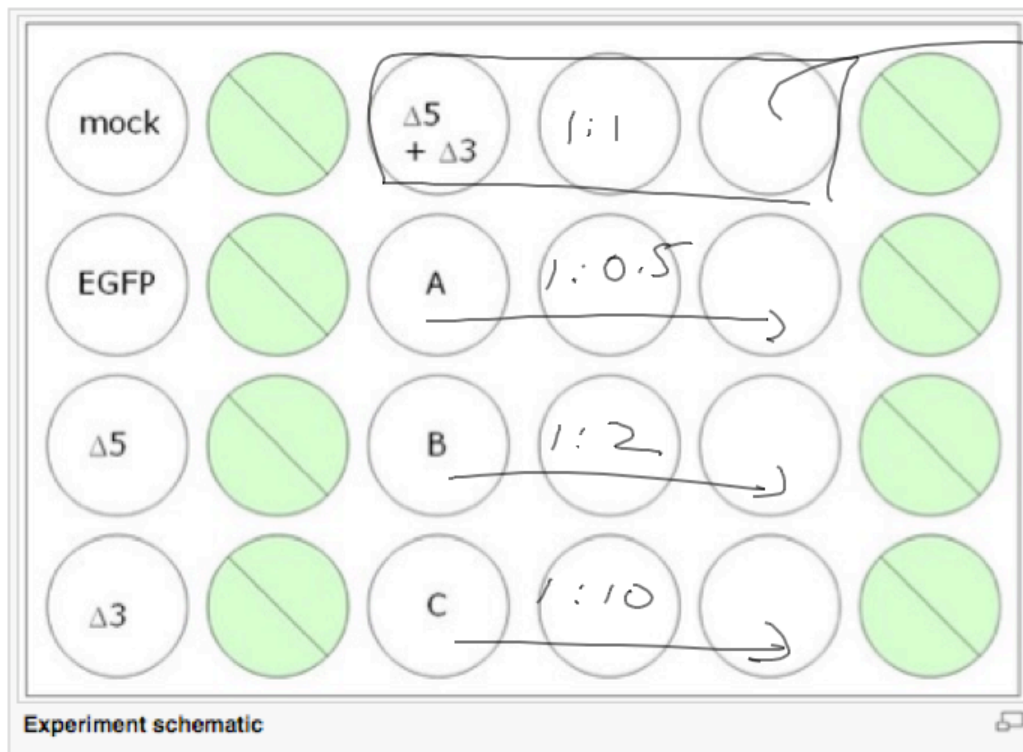 mock Δ5 + Δ3 1:1
EGFP A 1:0.5
Δ5 B 1:2
Δ3 C 1:10
Experiment schematic